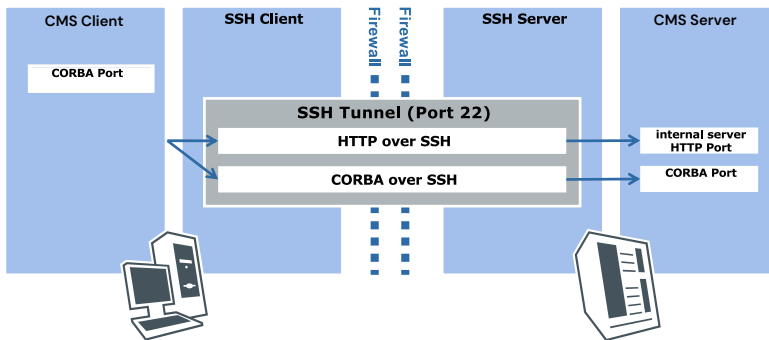 CMS Client
SSH Client
Firewall
Firewall
SSH Server
CMS Server
CORBA Port
SSH Tunnel (Port 22)
HTTP over SSH
internal server
HTTP Port
CORBA over SSH
CORBA Port